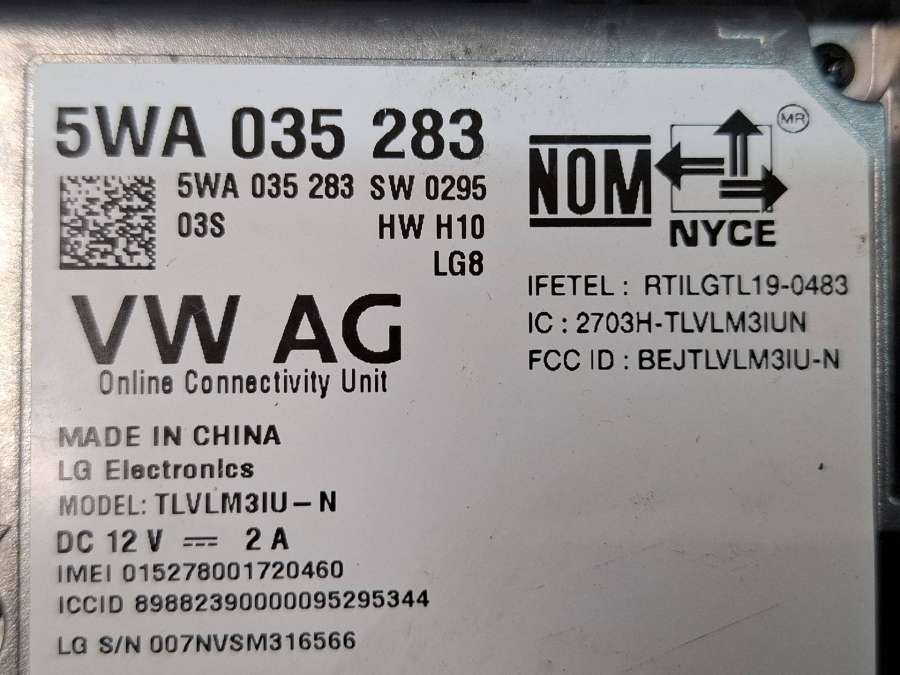 5WA 035 283
5WA 035 283 SW 0295
03S HW H10
LG8
VW AG
Online Connectivity Unit
MADE IN CHINA
LG Electronics
MODEL: TLVLM3IU-N
DC 12 V ⎓ 2 A
IMEI 015278001720460
ICCID 89882390000095295344
LG S/N 007NVSM316566
NOM
MR
NYCE
IFETEL : RTILGTL19-0483
IC : 2703H-TLVLM3IUN
FCC ID : BEJTLVLM3IU-N